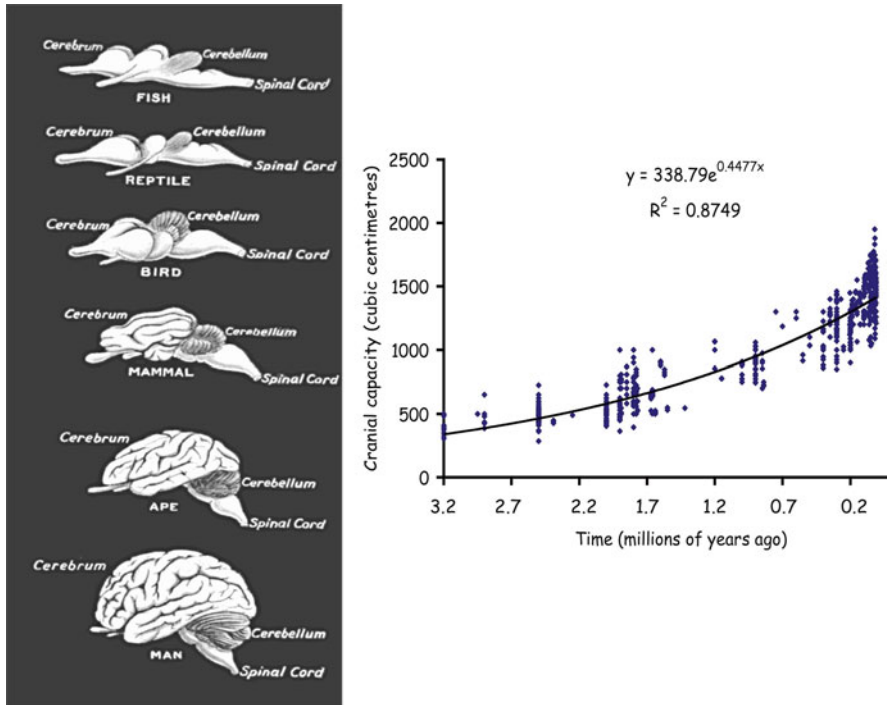 Cerebrum
Cerebellum
Spinal Cord
FISH
Cerebrum
Cerebellum
Spinal Cord
REPTILE
Cerebrum
Cerebellum
Spinal Cord
BIRD
Cerebrum
Cerebellum
MAMMAL
Spinal Cord
Cerebrum
Cerebellum
APE
Spinal Cord
Cerebrum
Cerebellum
MAN
Spinal Cord
y = 338.79e^0.4477x
R² = 0.8749
Cranial capacity (cubic centimetres)
2500
2000
1500
1000
500
0
3.2 2.7 2.2 1.7 1.2 0.7 0.2
Time (millions of years ago)